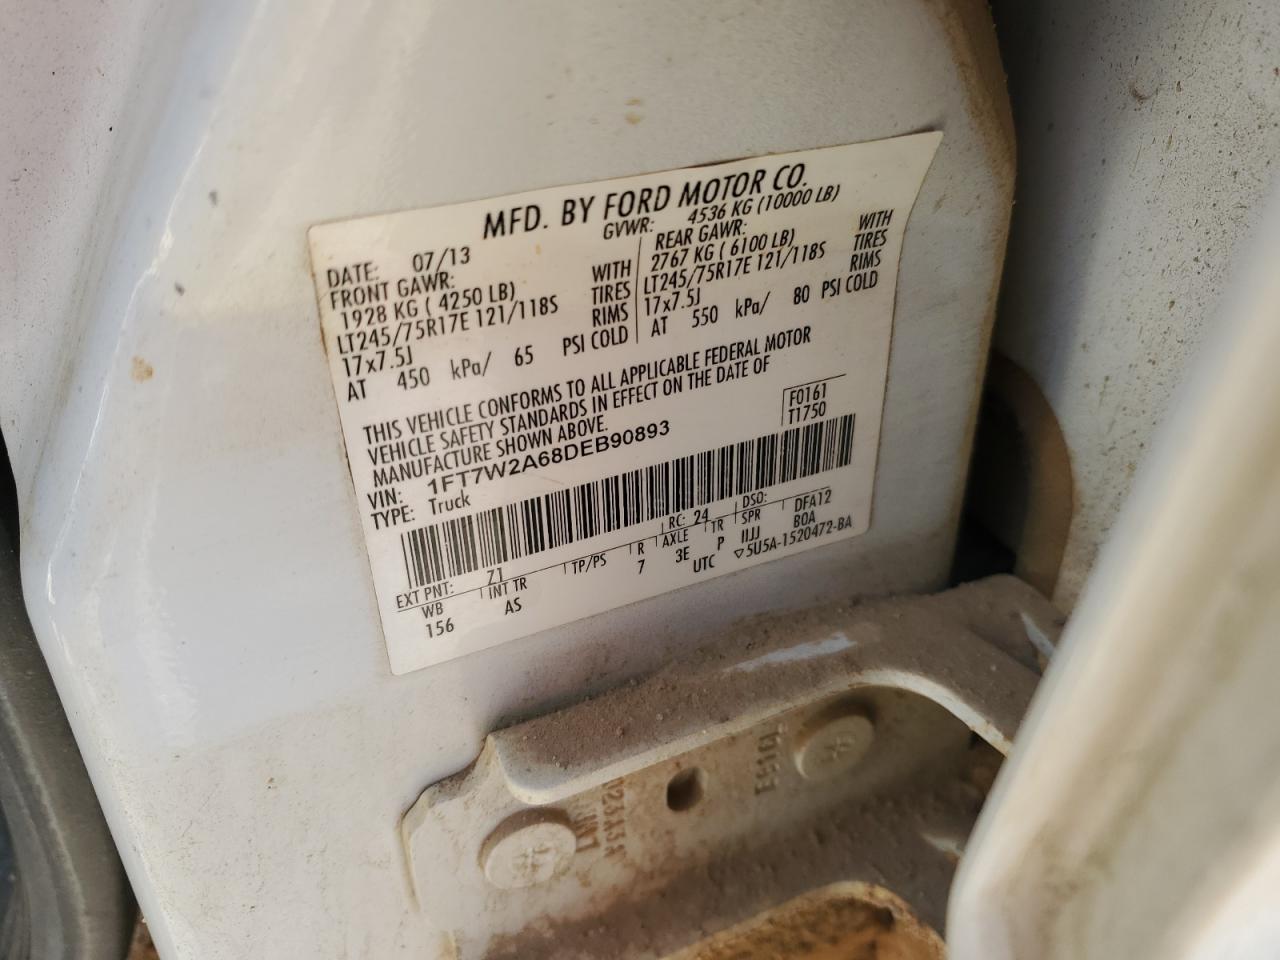 MFD. BY FORD MOTOR CO.
DATE: 07/13
GVWR: 4536 KG (10000 LB)
FRONT GAWR:
1928 KG ( 4250 LB) WITH
LT245/75R17E 121/118S TIRES
17x7.5J RIMS
AT 450 kPa/ 65 PSI COLD
REAR GAWR:
2767 KG ( 6100 LB) WITH
LT245/75R17E 121/118S TIRES
17x7.5J RIMS
AT 550 kPa/ 80 PSI COLD
THIS VEHICLE CONFORMS TO ALL APPLICABLE FEDERAL MOTOR
VEHICLE SAFETY STANDARDS IN EFFECT ON THE DATE OF
MANUFACTURE SHOWN ABOVE.
VIN: 1FT7W2A68DEB90893
TYPE: Truck
F0161
T1750
EXT PNT: Z1 RC: 24 DSO:
WB INT TR TP/PS R AXLE TR SPR DFA12
156 AS 7 3E P IIJJ BOA
UTC ▽5U5A-1520472-BA